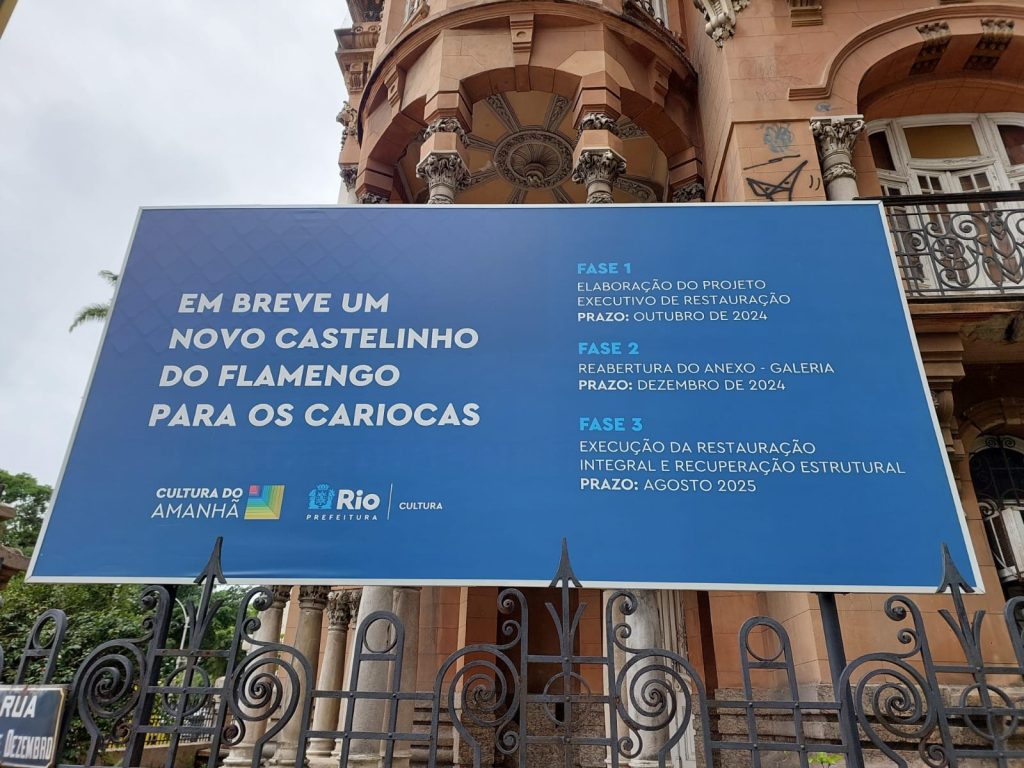 EM BREVE UM
NOVO CASTELINHO
DO FLAMENGO
PARA OS CARIOCAS
CULTURA DO
AMANHÃ
Rio
PREFEITURA
CULTURA
FASE 1
ELABORAÇÃO DO PROJETO
EXECUTIVO DE RESTAURAÇÃO
PRAZO: OUTUBRO DE 2024
FASE 2
REABERTURA DO ANEXO - GALERIA
PRAZO: DEZEMBRO DE 2024
FASE 3
EXECUÇÃO DA RESTAURAÇÃO
INTEGRAL E RECUPERAÇÃO ESTRUTURAL
PRAZO: AGOSTO 2025
RUA
DEZEMBRO